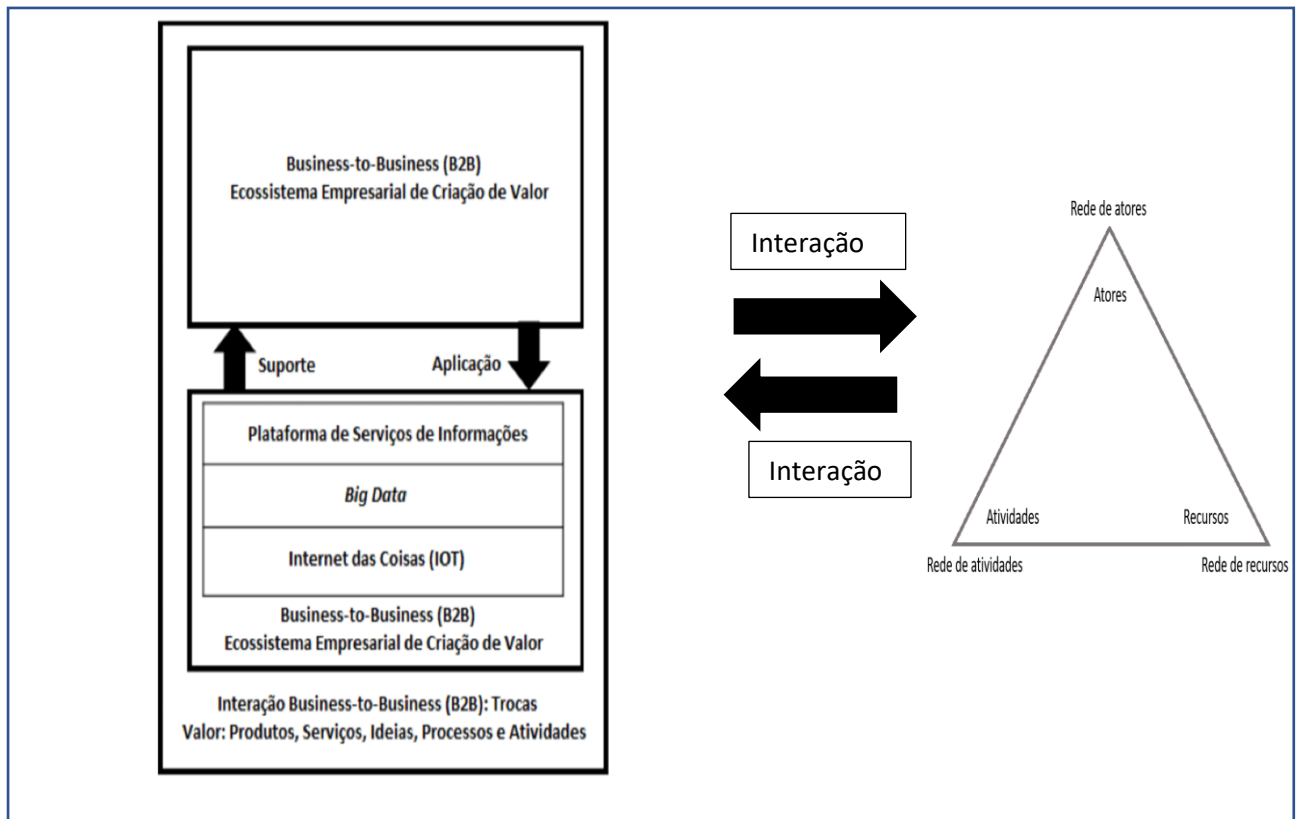 Business-to-Business (B2B)
Ecossistema Empresarial de Criação de Valor
Suporte
Aplicação
Plataforma de Serviços de Informações
Big Data
Internet das Coisas (IOT)
Business-to-Business (B2B)
Ecossistema Empresarial de Criação de Valor
Interação Business-to-Business (B2B): Trocas
Valor: Produtos, Serviços, Ideias, Processos e Atividades
Interação
Interação
Rede de atores
Atores
Atividades
Recursos
Rede de atividades
Rede de recursos